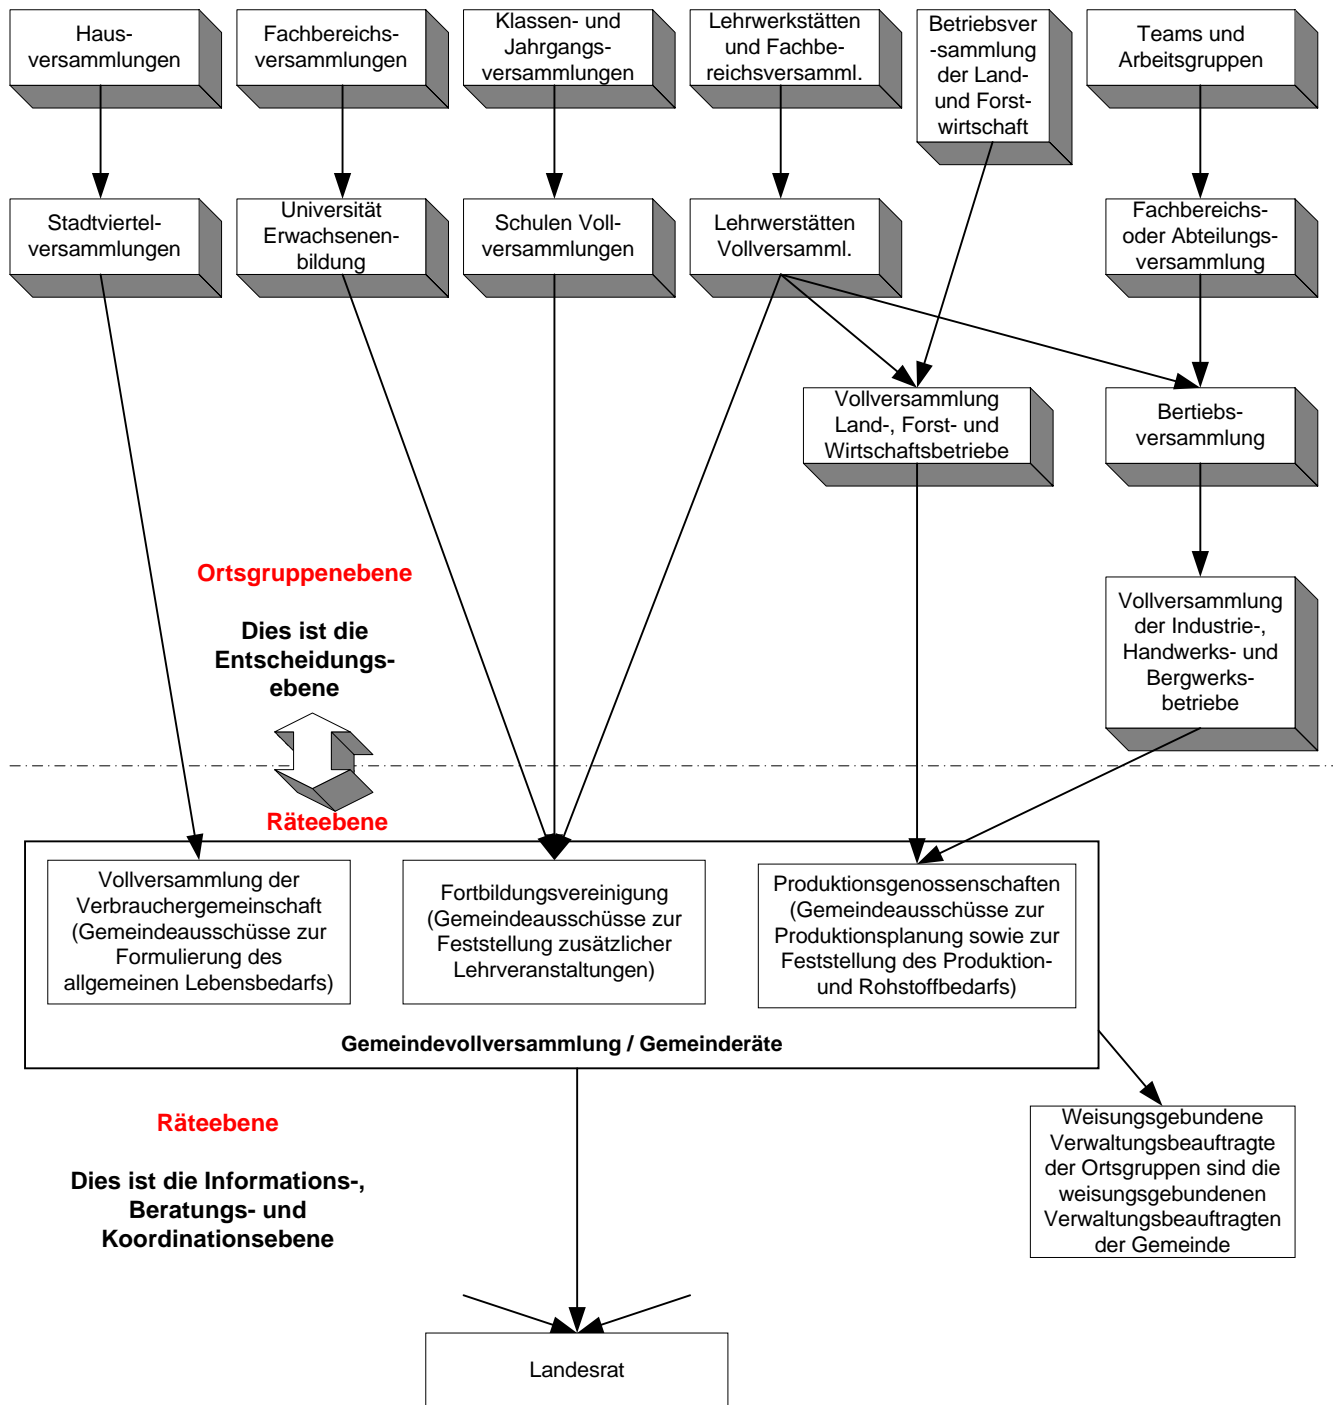 Haus-
versammlungen
Fachbereichs-
versammlungen
Klassen- und
Jahrgangs-
versammlungen
Lehrwerkstätten
und Fachbe-
reichsversamml.
Betriebsver
-sammlung
der Land-
und Forst-
wirtschaft
Teams und
Arbeitsgruppen
Stadtviertel-
versammlungen
Universität
Erwachsenen-
bildung
Schulen Voll-
versammlungen
Lehrwerstätten
Vollversamml.
Fachbereichs-
oder Abteilungs-
versammlung
Vollversammlung
Land-, Forst- und
Wirtschaftsbetriebe
Bertiebs-
versammlung
Ortsgruppenebene
Dies ist die
Entscheidungs-
ebene
Vollversammlung
der Industrie-,
Handwerks- und
Bergwerks-
betriebe
Räteebene
Vollversammlung der
Verbrauchergemeinschaft
(Gemeindeausschüsse zur
Formulierung des
allgemeinen Lebensbedarfs)
Fortbildungsvereinigung
(Gemeindeausschüsse zur
Feststellung zusätzlicher
Lehrveranstaltungen)
Produktionsgenossenschaften
(Gemeindeausschüsse zur
Produktionsplanung sowie zur
Feststellung des Produktion-
und Rohstoffbedarfs)
Gemeindevollversammlung / Gemeinderäte
Räteebene
Dies ist die Informations-,
Beratungs- und
Koordinationsebene
Weisungsgebundene
Verwaltungsbeauftragte
der Ortsgruppen sind die
weisungsgebundenen
Verwaltungsbeauftragten
der Gemeinde
Landesrat